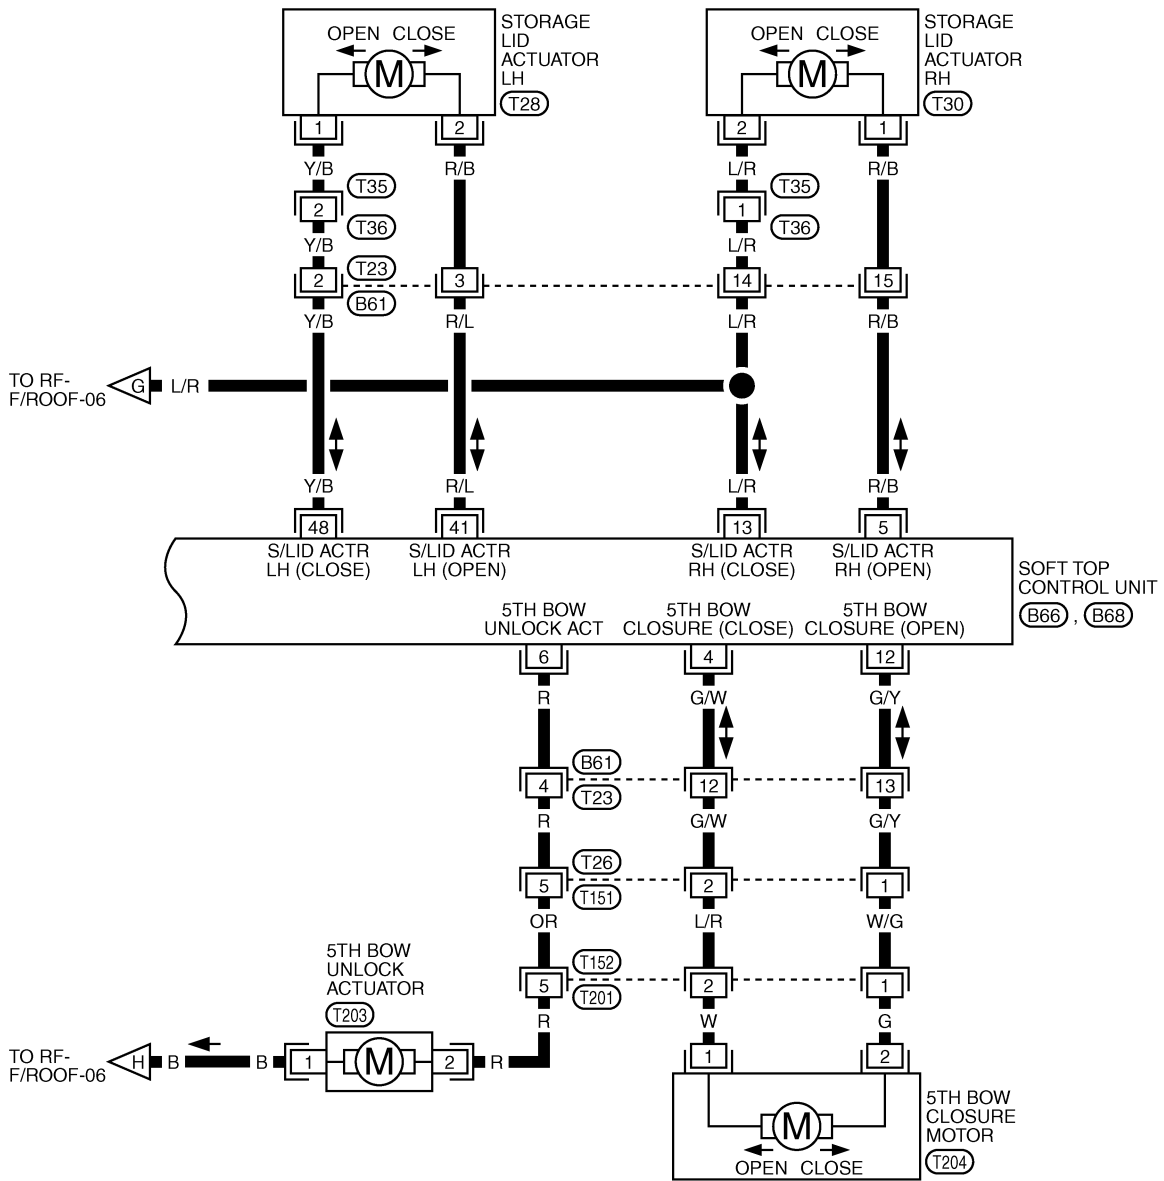 OPEN CLOSE
M
STORAGE
LID
ACTUATOR
LH
T28
OPEN CLOSE
M
STORAGE
LID
ACTUATOR
RH
T30
1 2 2 1
Y/B R/B L/R R/B
T35 T35
2 1
T36 T36
Y/B L/R
T23
2 3 14 15
B61
Y/B R/L L/R R/B
TO RF-
F/ROOF-06
G L/R
Y/B R/L L/R R/B
48 41 13 5
S/LID ACTR
LH (CLOSE)
S/LID ACTR
LH (OPEN)
S/LID ACTR
RH (CLOSE)
S/LID ACTR
RH (OPEN)
SOFT TOP
CONTROL UNIT
B66 , B68
5TH BOW
UNLOCK ACT
5TH BOW
CLOSURE (CLOSE)
5TH BOW
CLOSURE (OPEN)
6 4 12
R G/W G/Y
B61
4 12 13
T23
R G/W G/Y
T26
5 2 1
T151
OR L/R W/G
T152
5 2 1
T201
R W G
5TH BOW
UNLOCK
ACTUATOR
T203
TO RF-
F/ROOF-06
H B B 1 M 2 R
1 2
M
OPEN CLOSE
5TH BOW
CLOSURE
MOTOR
T204